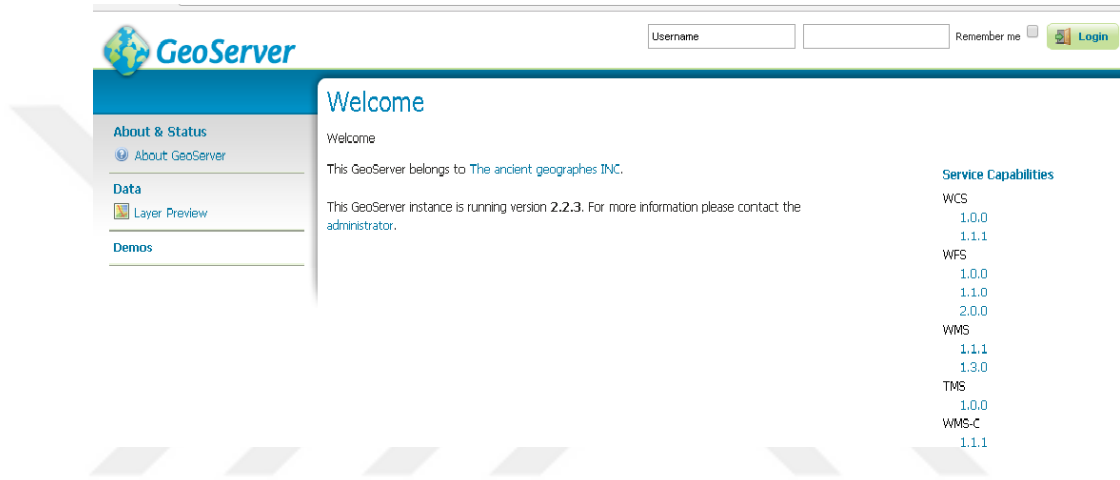 GeoServer
Username
Remember me
Login
About & Status
About GeoServer
Data
Layer Preview
Demos
Welcome
Welcome
This GeoServer belongs to The ancient geographes INC.
This GeoServer instance is running version 2.2.3. For more information please contact the
administrator.
Service Capabilities
WCS
1.0.0
1.1.1
WFS
1.0.0
1.1.0
2.0.0
WMS
1.1.1
1.3.0
TMS
1.0.0
WMS-C
1.1.1